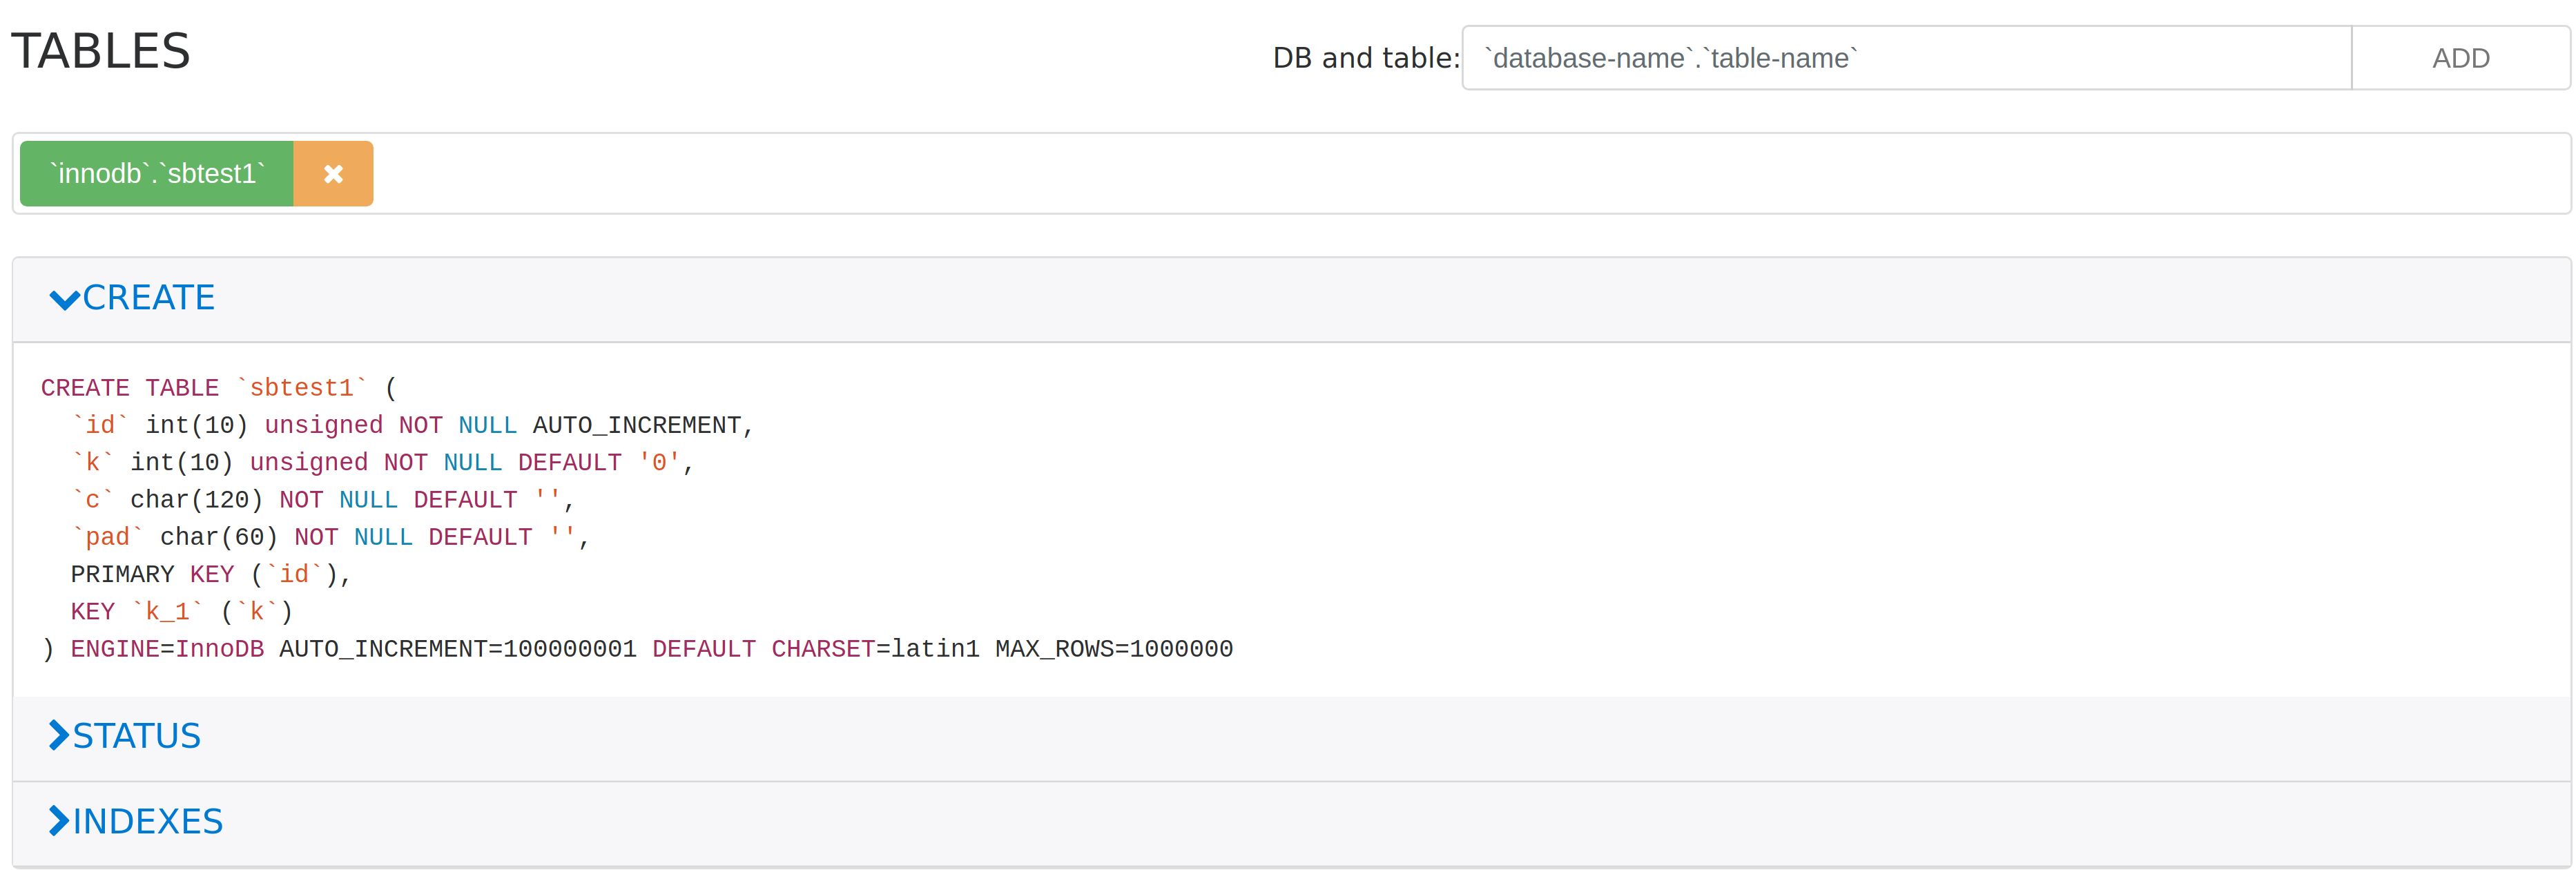 TABLES
DB and table: `database-name`.`table-name` ADD
`innodb`.`sbtest1`
CREATE
CREATE TABLE `sbtest1` (
  `id` int(10) unsigned NOT NULL AUTO_INCREMENT,
  `k` int(10) unsigned NOT NULL DEFAULT '0',
  `c` char(120) NOT NULL DEFAULT '',
  `pad` char(60) NOT NULL DEFAULT '',
  PRIMARY KEY (`id`),
  KEY `k_1` (`k`)
) ENGINE=InnoDB AUTO_INCREMENT=100000001 DEFAULT CHARSET=latin1 MAX_ROWS=1000000
STATUS
INDEXES